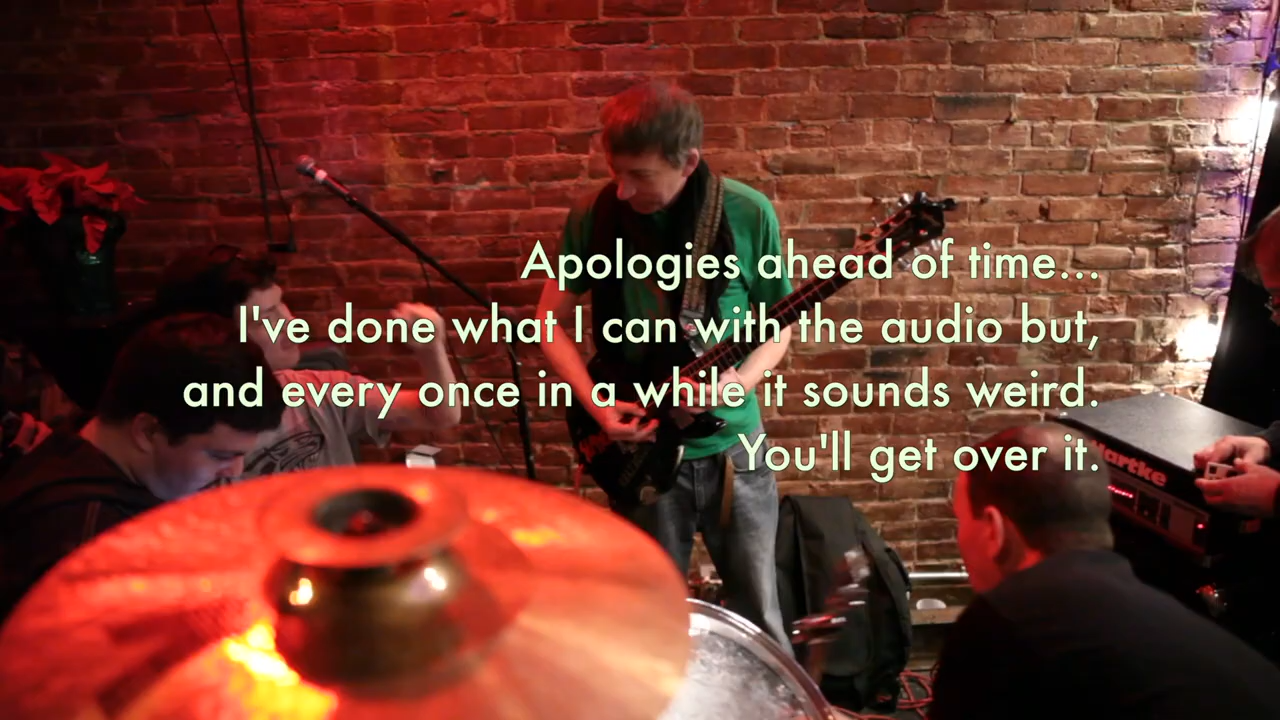 Apologies ahead of time...
I've done what I can with the audio but,
and every once in a while it sounds weird.
You'll get over it.
Hartke